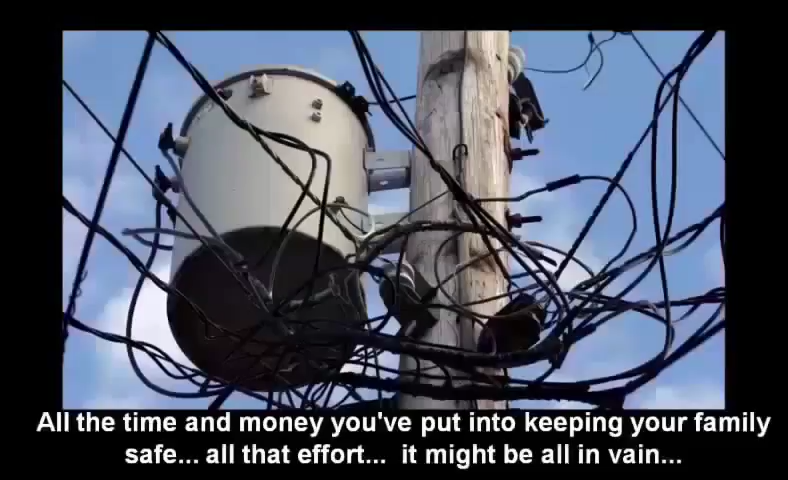 All the time and money you've put into keeping your family
safe... all that effort...  it might be all in vain...